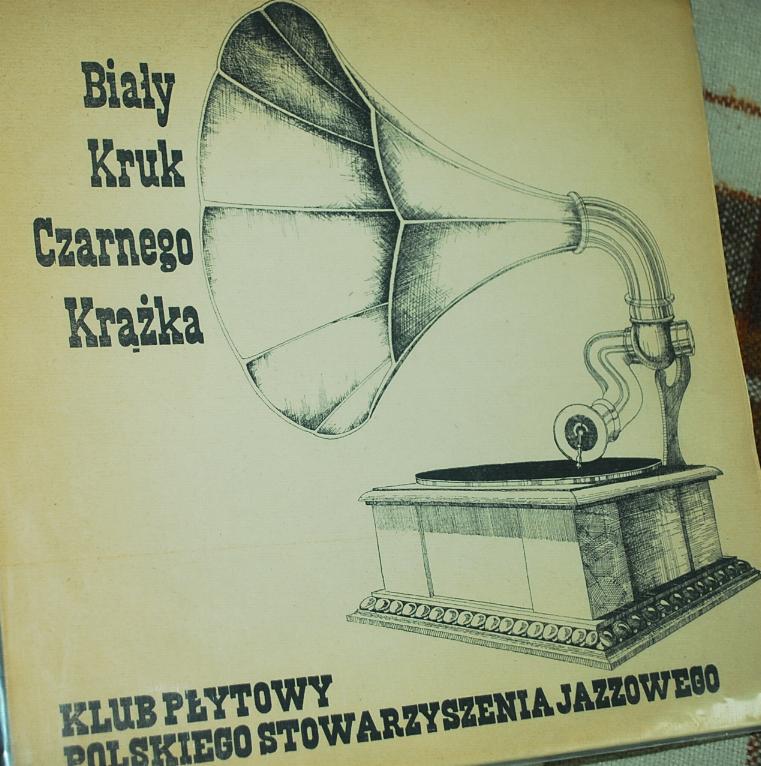 Biały
Kruk
Czarnego
Krążka
KLUB PŁYTOWY
POLSKIEGO STOWARZYSZENIA JAZZOWEGO